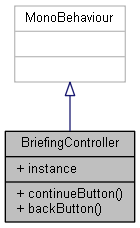 MonoBehaviour
BriefingController
+ instance
+ continueButton()
+ backButton()